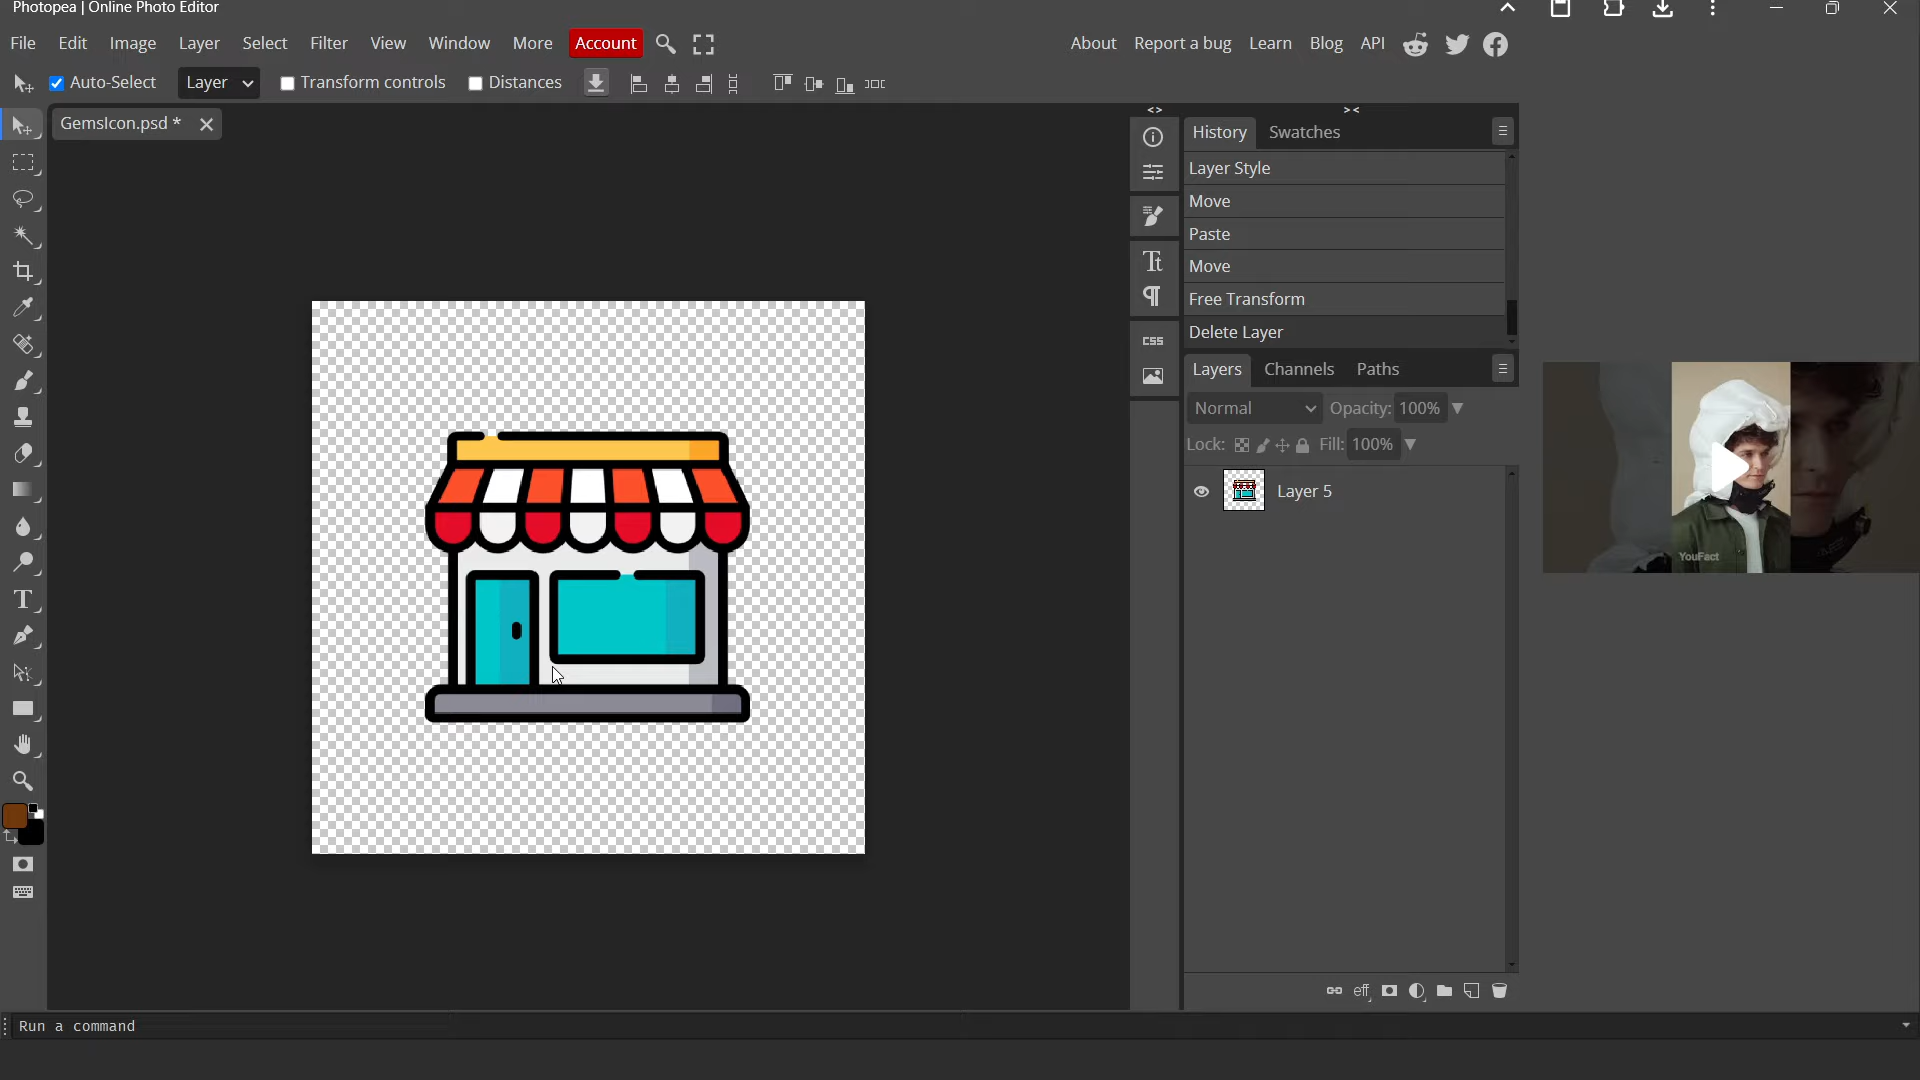 Photopea | Online Photo Editor
File Edit Image Layer Select Filter View Window More Account About Report a bug Learn Blog API
Auto-Select Layer Transform controls Distances
GemsIcon.psd *
History Swatches
Layer Style
Move
Paste
Move
Free Transform
Delete Layer
CSS
Layers Channels Paths
Normal Opacity: 100%
Lock: Fill: 100%
Layer 5
YouFact
eff
Run a command